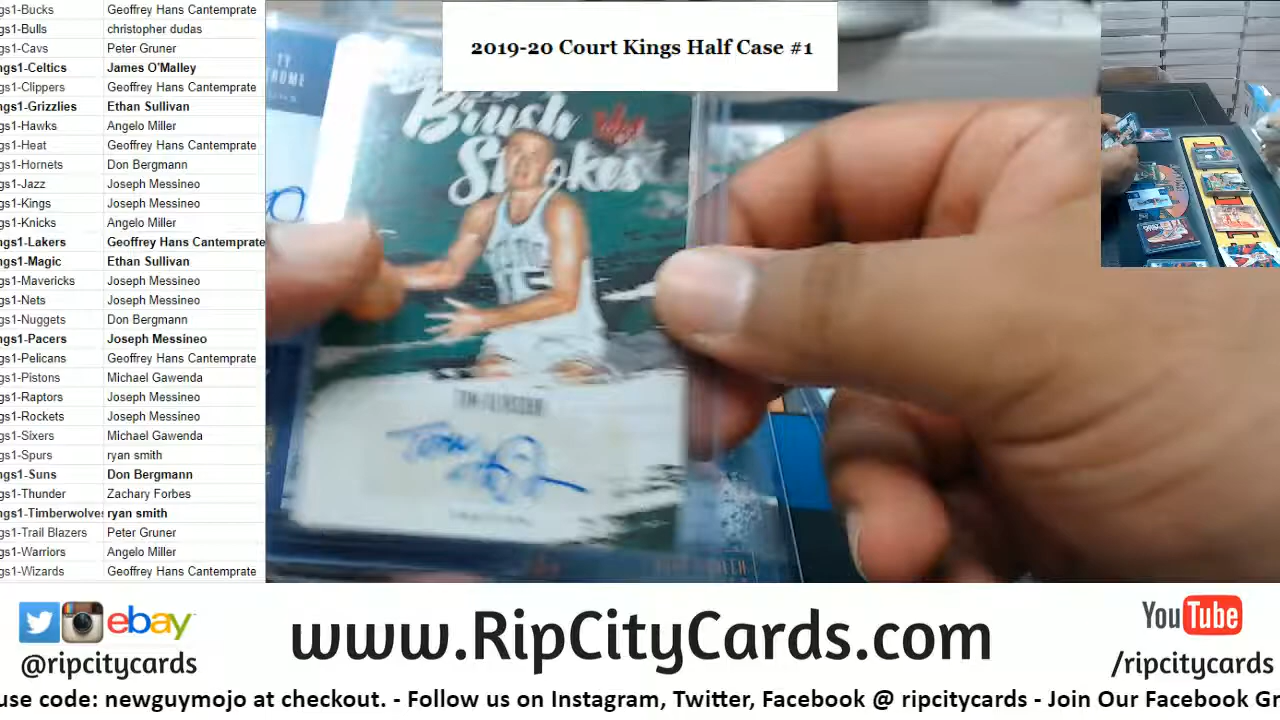 2019-20 Court Kings Half Case #1
gs1-Bucks Geoffrey Hans Cantemprate
gs1-Bulls christopher dudas
gs1-Cavs Peter Gruner
ngs1-Celtics James O'Malley
gs1-Clippers Geoffrey Hans Cantemprate
ngs1-Grizzlies Ethan Sullivan
gs1-Hawks Angelo Miller
gs1-Heat Geoffrey Hans Cantemprate
gs1-Hornets Don Bergmann
gs1-Jazz Joseph Messineo
gs1-Kings Joseph Messineo
gs1-Knicks Angelo Miller
ngs1-Lakers Geoffrey Hans Cantemprate
ngs1-Magic Ethan Sullivan
gs1-Mavericks Joseph Messineo
gs1-Nets Joseph Messineo
gs1-Nuggets Don Bergmann
ngs1-Pacers Joseph Messineo
gs1-Pelicans Geoffrey Hans Cantemprate
gs1-Pistons Michael Gawenda
gs1-Raptors Joseph Messineo
gs1-Rockets Joseph Messineo
gs1-Sixers Michael Gawenda
gs1-Spurs ryan smith
ngs1-Suns Don Bergmann
gs1-Thunder Zachary Forbes
ngs1-Timberwolves ryan smith
gs1-Trail Blazers Peter Gruner
gs1-Warriors Angelo Miller
gs1-Wizards Geoffrey Hans Cantemprate
Brush
Strokes
ebay
@ripcitycards
www.RipCityCards.com
YouTube
/ripcitycards
use code: newguymojo at checkout. - Follow us on Instagram, Twitter, Facebook @ ripcitycards - Join Our Facebook Gr